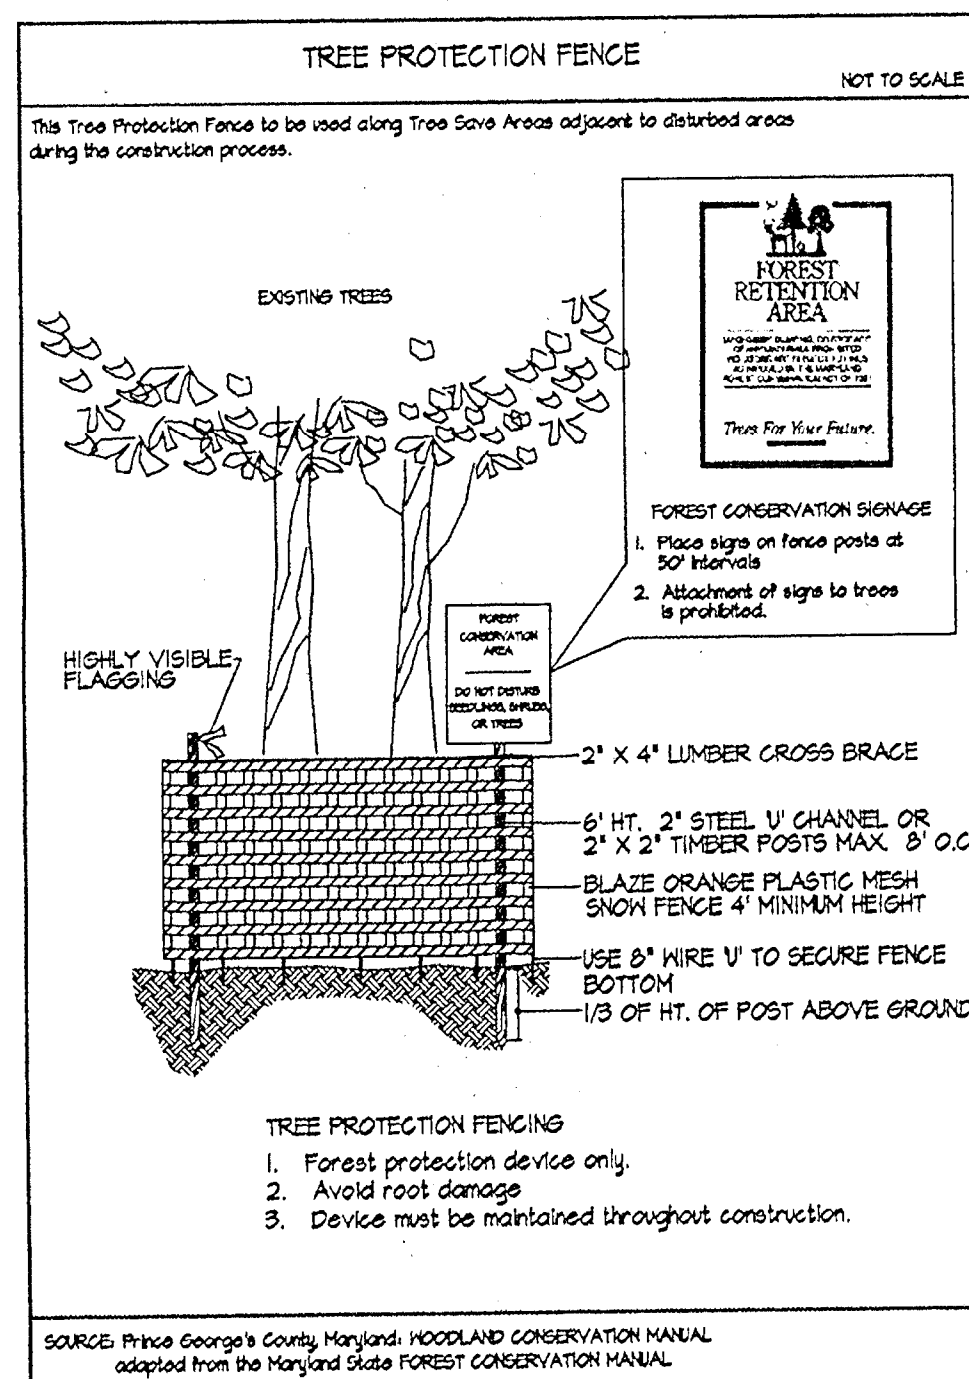 TREE PROTECTION FENCE
NOT TO SCALE
This Tree Protection Fence to be used along Tree Save Areas adjacent to disturbed areas
during the construction process.
EXISTING TREES
FOREST
RETENTION
AREA
Trees For Your Future.
FOREST CONSERVATION SIGNAGE
1. Place signs on fence posts at
50' intervals
2. Attachment of signs to trees
is prohibited.
FOREST
CONSERVATION
AREA
DO NOT DISTURB
SEEDLINGS, SHRUBS,
OR TREES
HIGHLY VISIBLE
FLAGGING
2" X 4" LUMBER CROSS BRACE
6' HT. 2" STEEL 'U' CHANNEL OR
2" X 2" TIMBER POSTS MAX. 8' O.C
BLAZE ORANGE PLASTIC MESH
SNOW FENCE 4' MINIMUM HEIGHT
USE 8" WIRE 'U' TO SECURE FENCE
BOTTOM
1/3 OF HT. OF POST ABOVE GROUND
TREE PROTECTION FENCING
1. Forest protection device only.
2. Avoid root damage
3. Device must be maintained throughout construction.
SOURCE: Prince George's County, Maryland: WOODLAND CONSERVATION MANUAL
adapted from the Maryland State FOREST CONSERVATION MANUAL